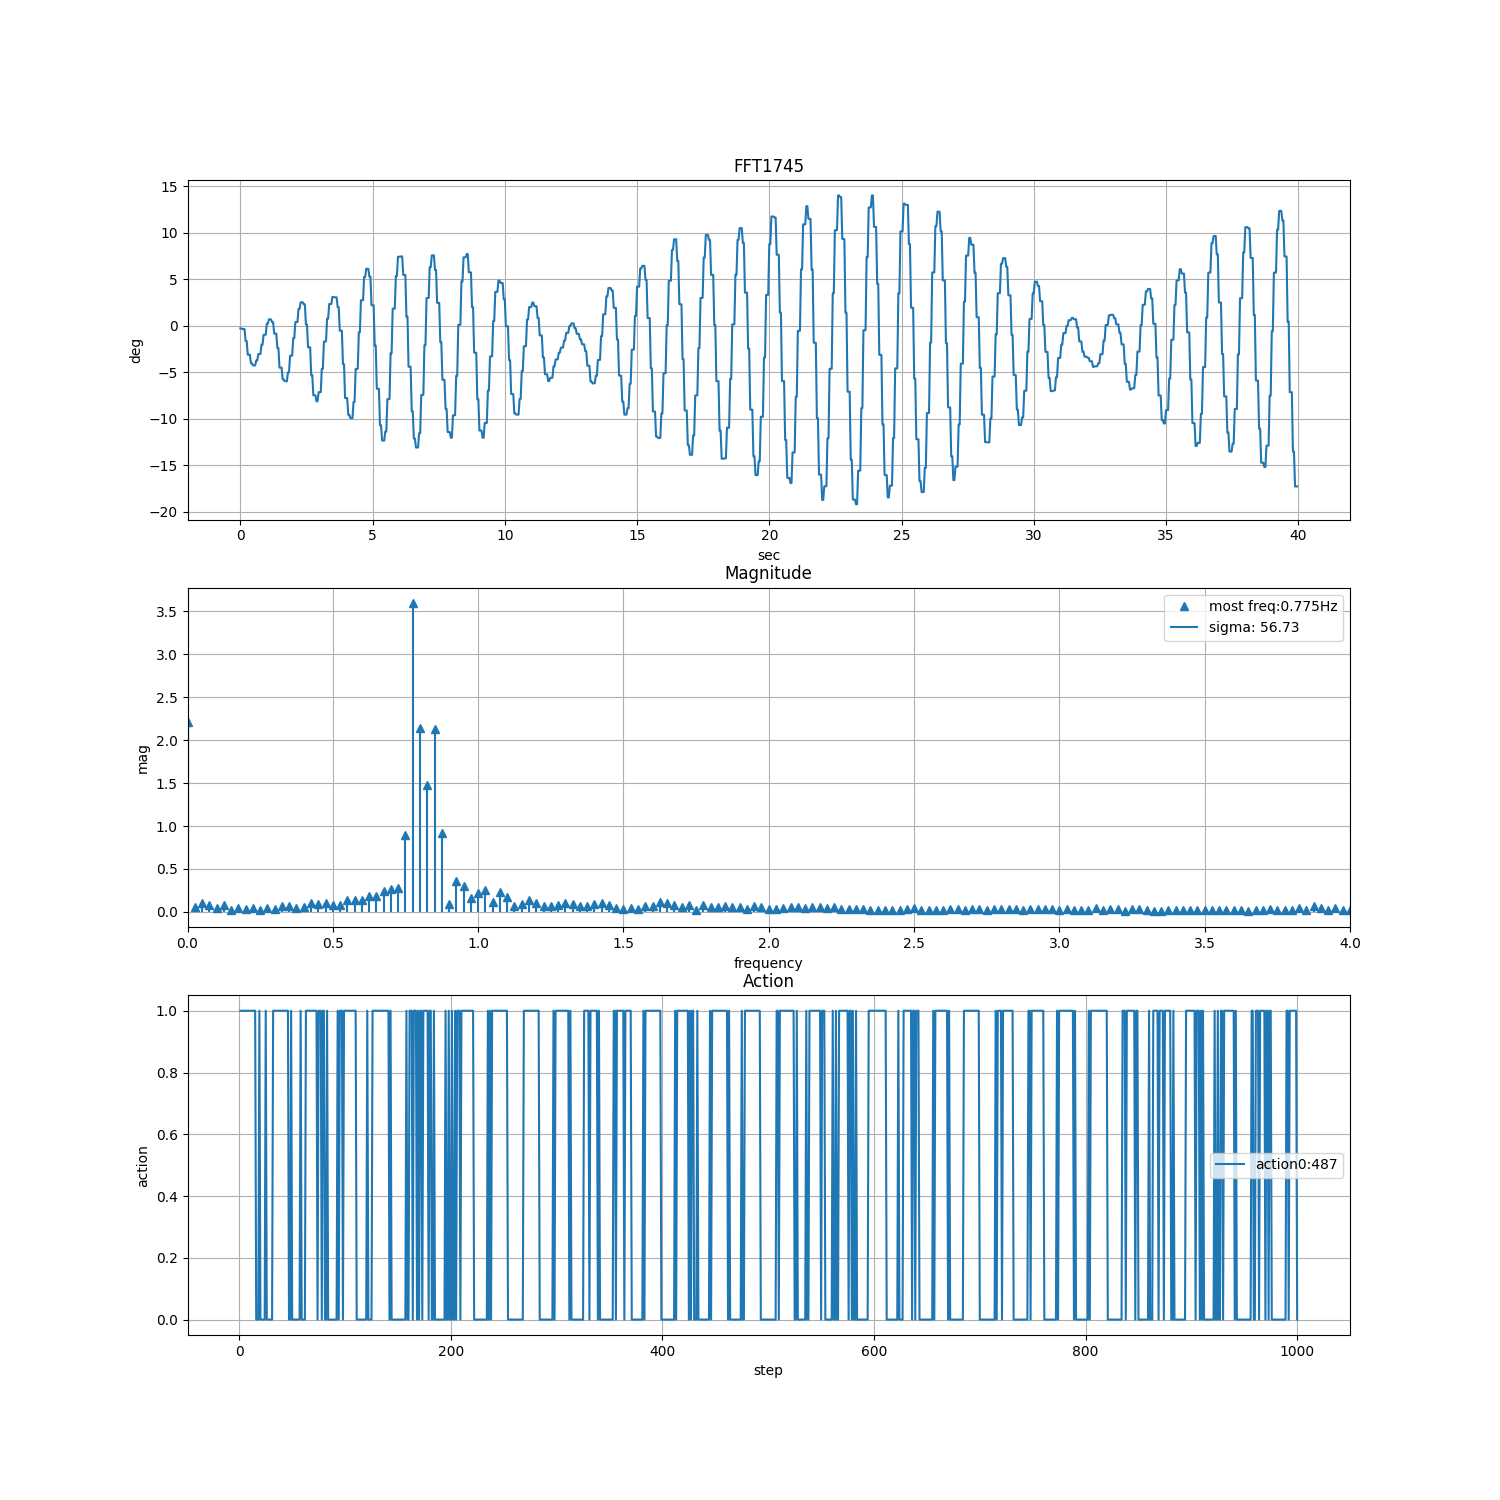 FFT1745
15
10
5
0
−5
−10
−15
−20
deg
0 5 10 15 20 25 30 35 40
sec
Magnitude
most freq:0.775Hz
sigma: 56.73
3.5
3.0
2.5
2.0
1.5
1.0
0.5
0.0
mag
0.0 0.5 1.0 1.5 2.0 2.5 3.0 3.5 4.0
frequency
Action
1.0
0.8
0.6
0.4
0.2
0.0
action
action0:487
0 200 400 600 800 1000
step